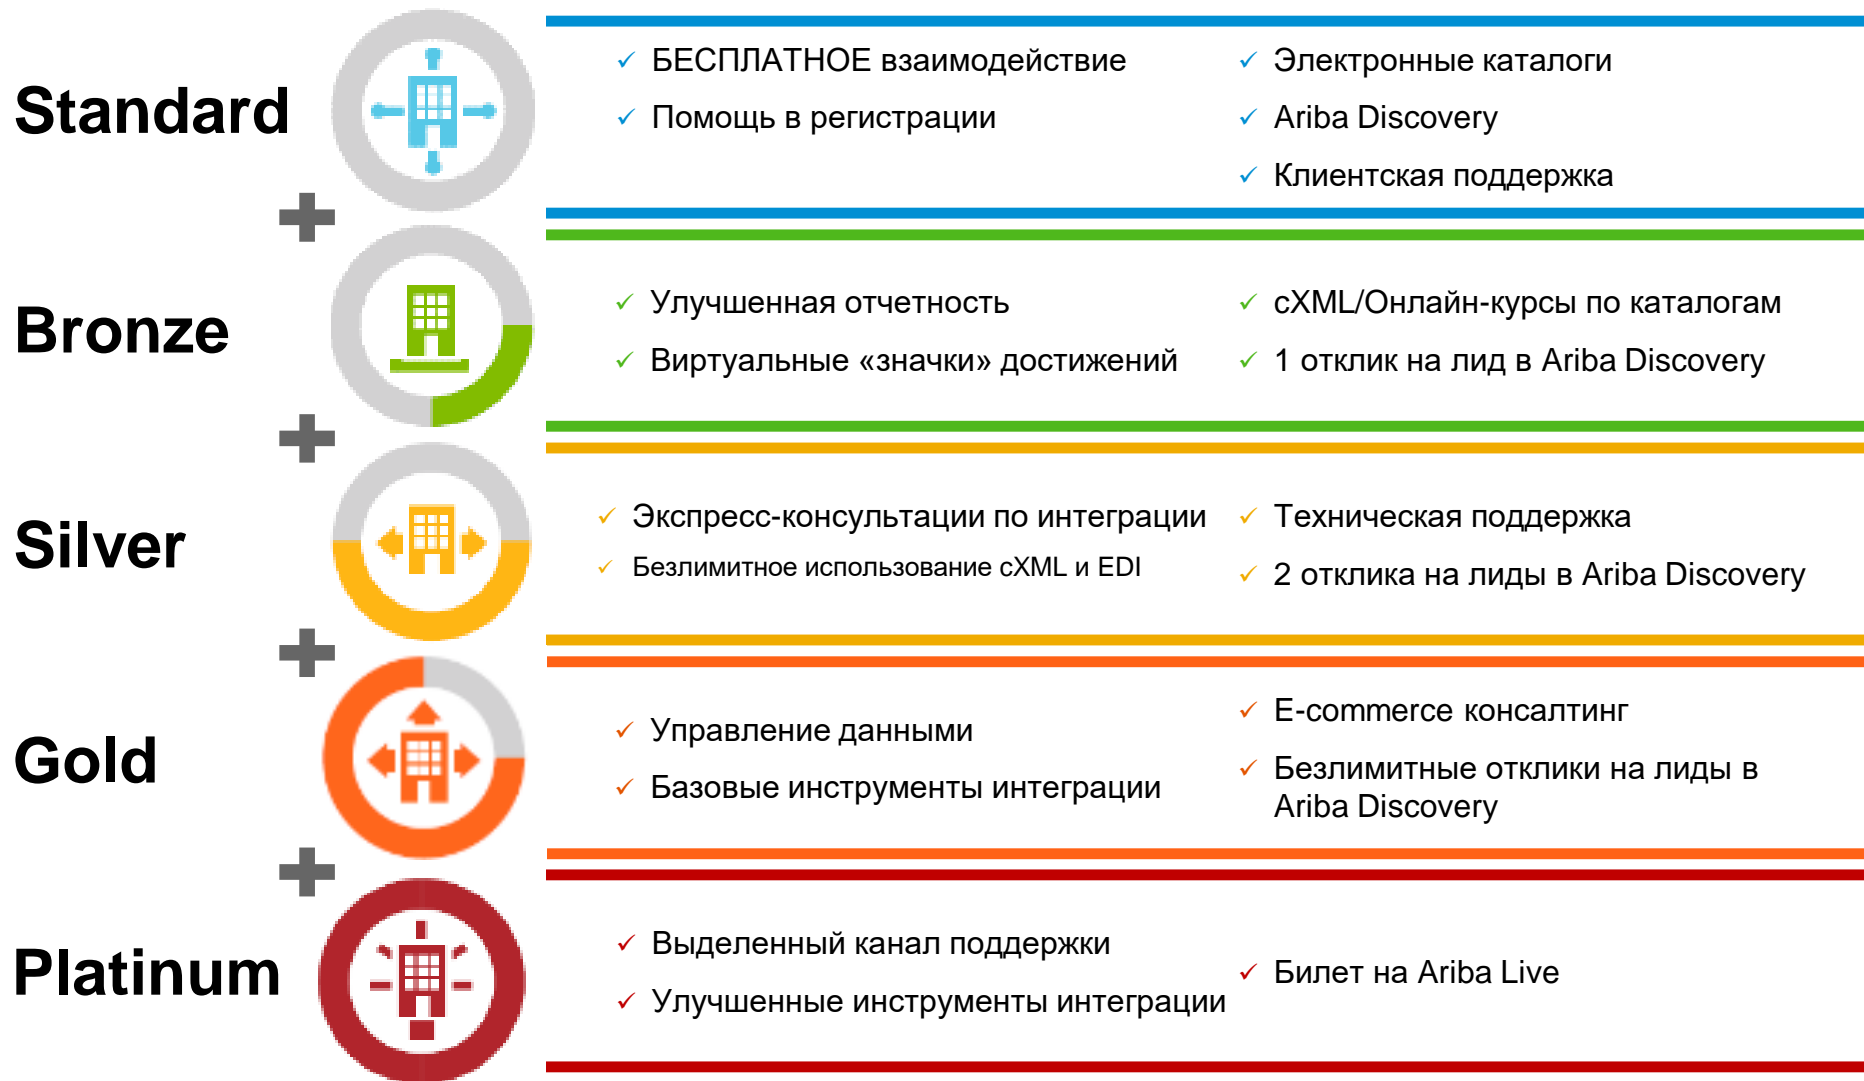 Standard
БЕСПЛАТНОЕ взаимодействие
Помощь в регистрации
Электронные каталоги
Ariba Discovery
Клиентская поддержка
Bronze
Улучшенная отчетность
Виртуальные «значки» достижений
cXML/Онлайн-курсы по каталогам
1 отклик на лид в Ariba Discovery
Silver
Экспресс-консультации по интеграции
Безлимитное использование cXML и EDI
Техническая поддержка
2 отклика на лиды в Ariba Discovery
Gold
Управление данными
Базовые инструменты интеграции
E-commerce консалтинг
Безлимитные отклики на лиды в
Ariba Discovery
Platinum
Выделенный канал поддержки
Улучшенные инструменты интеграции
Билет на Ariba Live